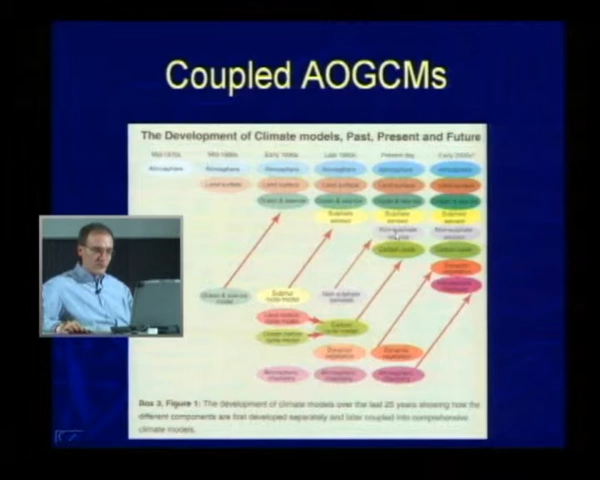 Coupled AOGCMs
The Development of Climate models, Past, Present and Future
Mid-1970s Mid-1980s Early 1990s Late 1990s Present day Early 2000s?
Atmosphere Atmosphere Atmosphere Atmosphere Atmosphere Atmosphere
Land surface Land surface Land surface Land surface Land surface
Ocean & sea-ice Ocean & sea-ice Ocean & sea-ice Ocean & sea-ice
Sulphate Sulphate Sulphate
aerosol aerosol aerosol
Non-sulphate Non-sulphate
aerosol aerosol
Carbon cycle Carbon cycle
Dynamic
vegetation
Ocean & sea-ice Sulphur Non-sulphate
model cycle model aerosols
Land carbon
cycle model Carbon
Ocean carbon cycle model
cycle model
Dynamic Dynamic
vegetation vegetation
Atmospheric Atmospheric Atmospheric
chemistry chemistry chemistry
Box 3, Figure 1: The development of climate models over the last 25 years showing how the
different components are first developed separately and later coupled into comprehensive
climate models.